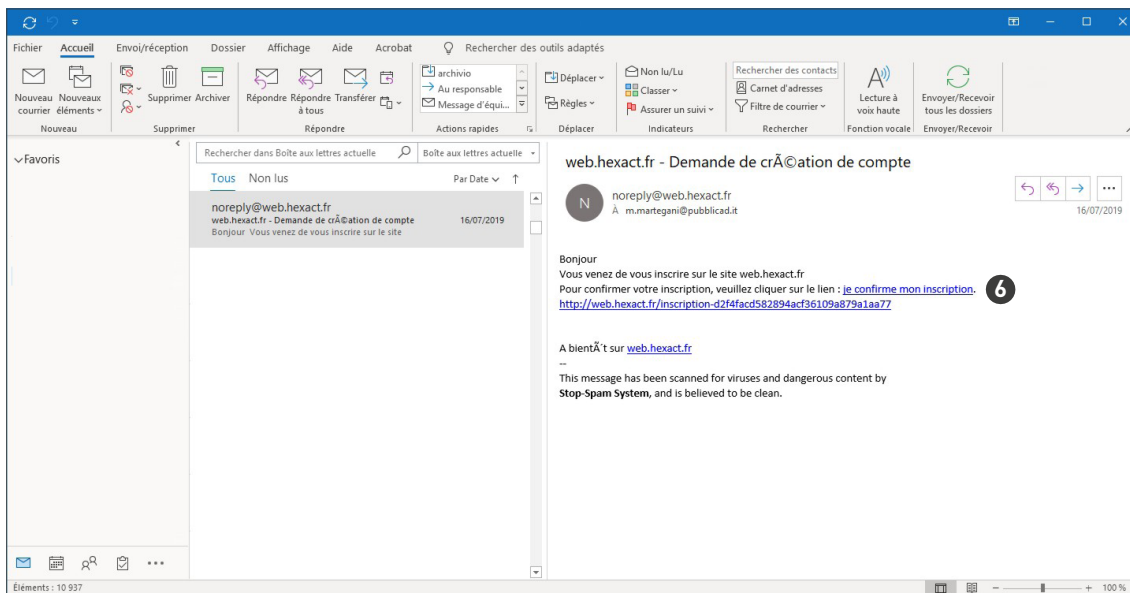 Fichier Accueil Envoi/réception Dossier Affichage Aide Acrobat Rechercher des outils adaptés
Nouveau courrier
Nouveaux éléments
Supprimer Archiver
Répondre Répondre à tous Transférer
archivio
Au responsable
Message d'équi...
Déplacer
Règles
Non lu/Lu
Classer
Assurer un suivi
Rechercher des contacts
Carnet d'adresses
Filtre de courrier
Lecture à voix haute
Envoyer/Recevoir tous les dossiers
Nouveau Supprimer Répondre Actions rapides Déplacer Indicateurs Rechercher Fonction vocale Envoyer/Recevoir
Favoris
Rechercher dans Boîte aux lettres actuelle Boîte aux lettres actuelle
Tous Non lus Par Date
noreply@web.hexact.fr
web.hexact.fr - Demande de crÃ©ation de compte 16/07/2019
Bonjour Vous venez de vous inscrire sur le site
web.hexact.fr - Demande de crÃ©ation de compte
N
noreply@web.hexact.fr
À m.martegani@pubblicad.it
16/07/2019
Bonjour
Vous venez de vous inscrire sur le site web.hexact.fr
Pour confirmer votre inscription, veuillez cliquer sur le lien : je confirme mon inscription.
6
http://web.hexact.fr/inscription-d2f4facd582894acf36109a879a1aa77
A bientÃ´t sur web.hexact.fr
--
This message has been scanned for viruses and dangerous content by
Stop-Spam System, and is believed to be clean.
Éléments : 10 937
100 %